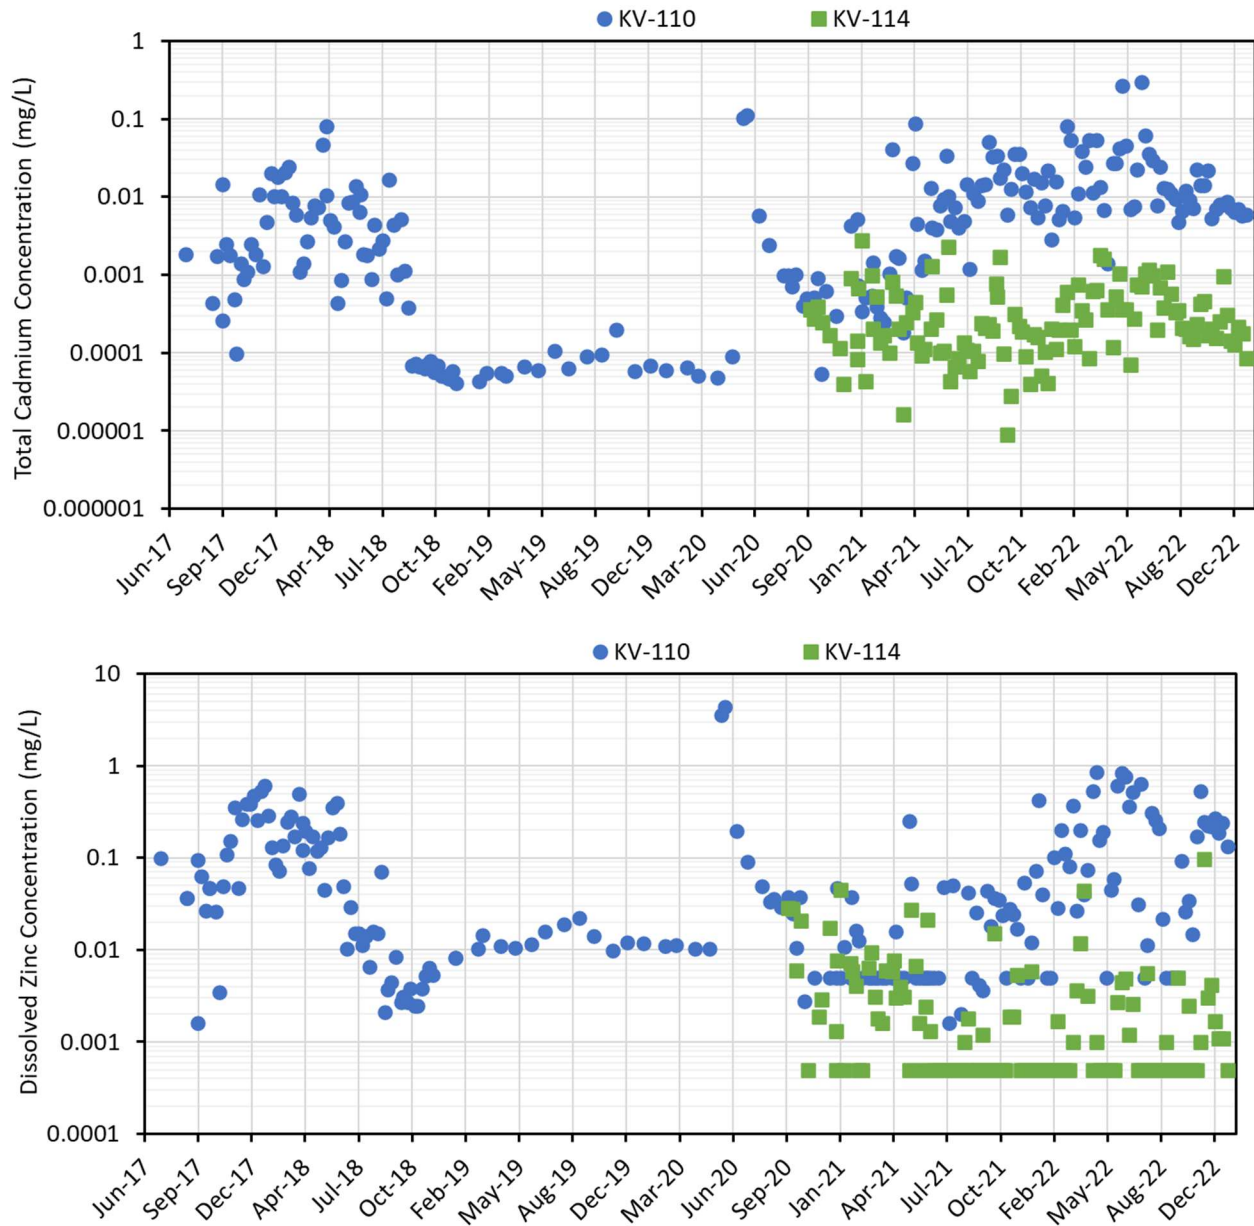 KV-110 KV-114
Total Cadmium Concentration (mg/L)
1
0.1
0.01
0.001
0.0001
0.00001
0.000001
Jun-17 Sep-17 Dec-17 Apr-18 Jul-18 Oct-18 Feb-19 May-19 Aug-19 Dec-19 Mar-20 Jun-20 Sep-20 Jan-21 Apr-21 Jul-21 Oct-21 Feb-22 May-22 Aug-22 Dec-22
KV-110 KV-114
Dissolved Zinc Concentration (mg/L)
10
1
0.1
0.01
0.001
0.0001
Jun-17 Sep-17 Dec-17 Apr-18 Jul-18 Oct-18 Feb-19 May-19 Aug-19 Dec-19 Mar-20 Jun-20 Sep-20 Jan-21 Apr-21 Jul-21 Oct-21 Feb-22 May-22 Aug-22 Dec-22